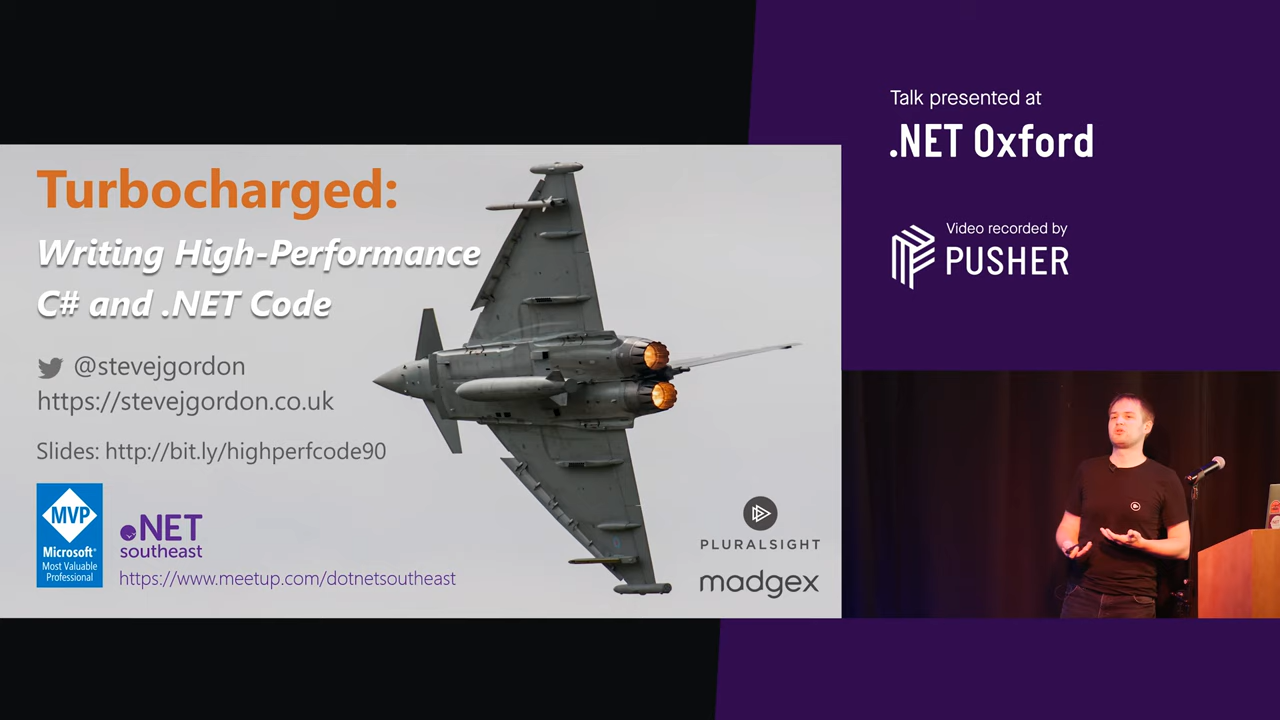 Turbocharged:
Writing High-Performance
C# and .NET Code
@stevejgordon
https://stevejgordon.co.uk
Slides: http://bit.ly/highperfcode90
MVP
Microsoft®
Most Valuable
Professional
.NET
southeast
https://www.meetup.com/dotnetsoutheast
PLURALSIGHT
madgex
Talk presented at
.NET Oxford
Video recorded by
PUSHER